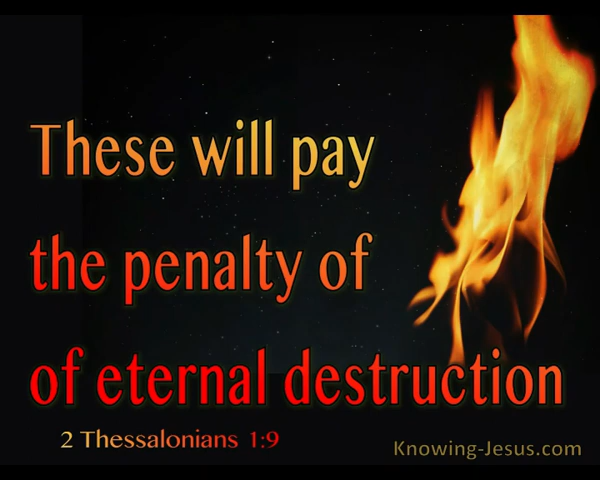 These will pay
the penalty of
of eternal destruction
2 Thessalonians 1:9
Knowing-Jesus.com